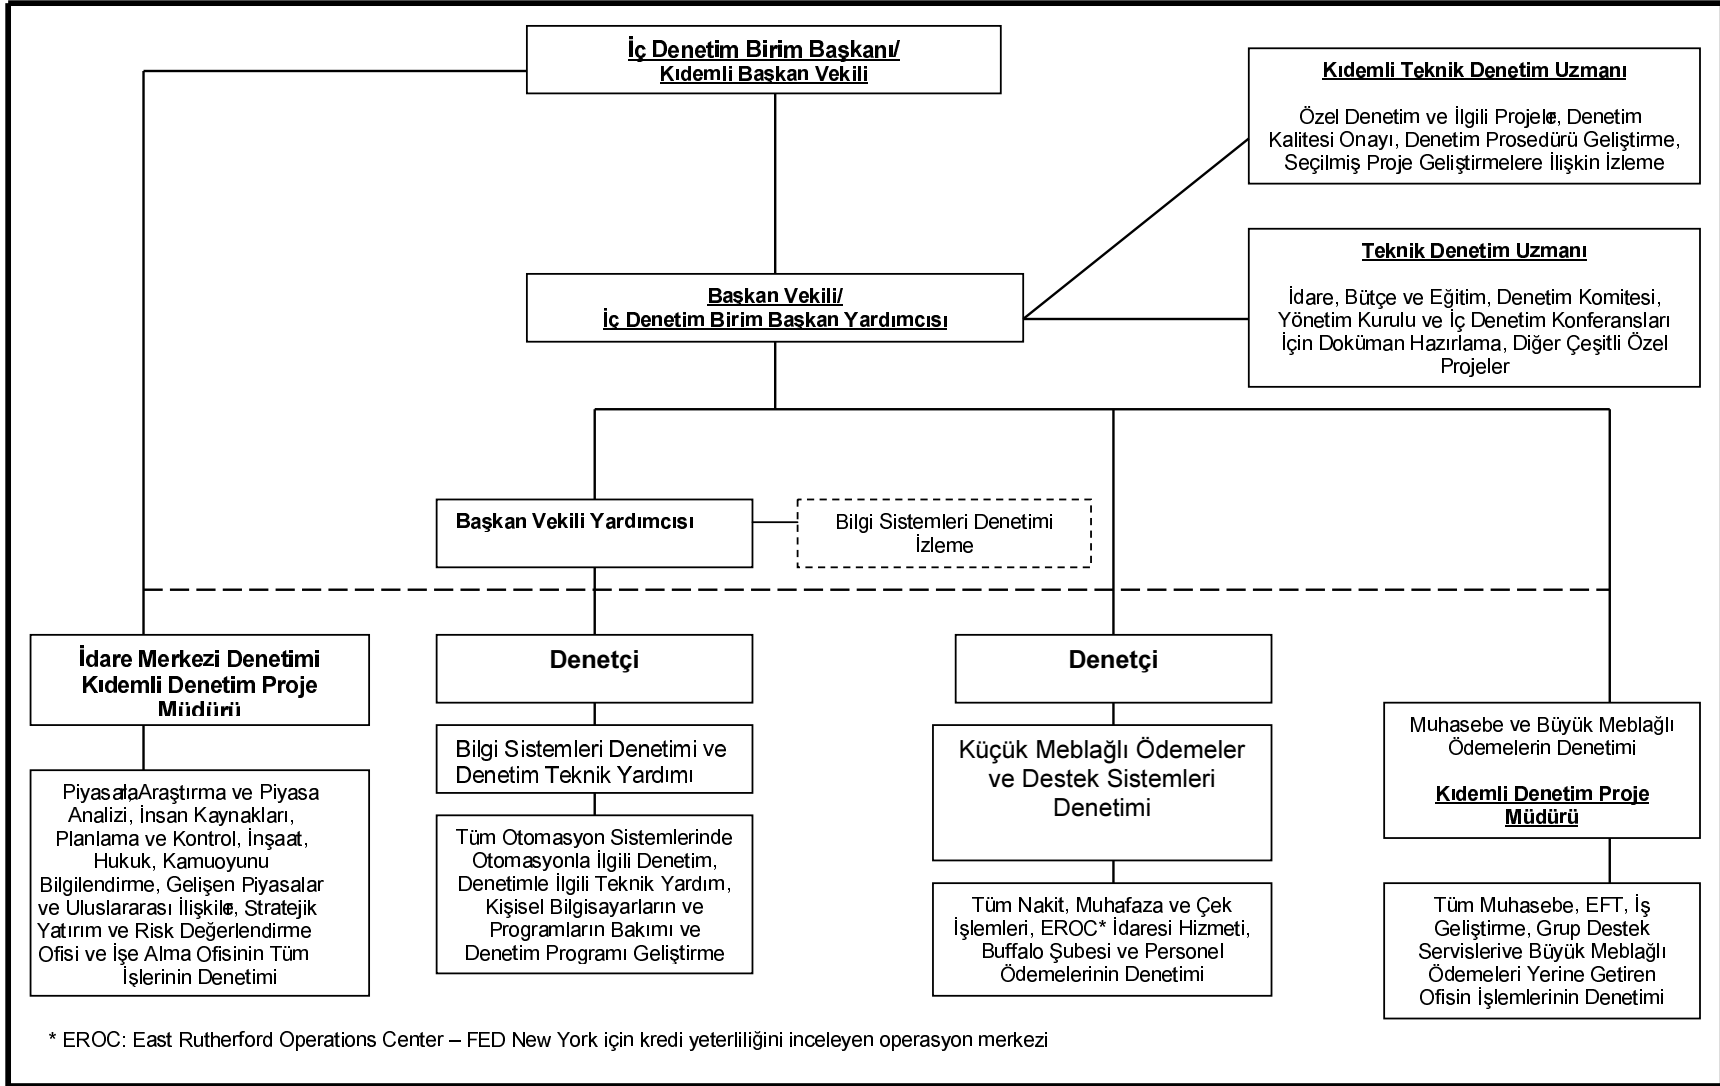 İç Denetim Birim Başkanı/
Kıdemli Başkan Vekili
Kıdemli Teknik Denetim Uzmanı
Özel Denetim ve İlgili Projeler, Denetim
Kalitesi Onayı, Denetim Prosedürü Geliştirme,
Seçilmiş Proje Geliştirmelere İlişkin İzleme
Teknik Denetim Uzmanı
İdare, Bütçe ve Eğitim, Denetim Komitesi,
Yönetim Kurulu ve İç Denetim Konferansları
İçin Doküman Hazırlama, Diğer Çeşitli Özel
Projeler
Başkan Vekili/
İç Denetim Birim Başkan Yardımcısı
Başkan Vekili Yardımcısı
Bilgi Sistemleri Denetimi
İzleme
İdare Merkezi Denetimi
Kıdemli Denetim Proje
Müdürü
Piyasalar, Araştırma ve Piyasa
Analizi, İnsan Kaynakları,
Planlama ve Kontrol, İnşaat,
Hukuk, Kamuoyunu
Bilgilendirme, Gelişen Piyasalar
ve Uluslararası İlişkiler, Stratejik
Yatırım ve Risk Değerlendirme
Ofisi ve İşe Alma Ofisinin Tüm
İşlerinin Denetimi
Denetçi
Bilgi Sistemleri Denetimi ve
Denetim Teknik Yardımı
Tüm Otomasyon Sistemlerinde
Otomasyonla İlgili Denetim,
Denetimle İlgili Teknik Yardım,
Kişisel Bilgisayarların ve
Programların Bakımı ve
Denetim Programı Geliştirme
Denetçi
Küçük Meblağlı Ödemeler
ve Destek Sistemleri
Denetimi
Tüm Nakit, Muhafaza ve Çek
İşlemleri, EROC* İdaresi Hizmeti,
Buffalo Şubesi ve Personel
Ödemelerinin Denetimi
Muhasebe ve Büyük Meblağlı
Ödemelerin Denetimi
Kıdemli Denetim Proje
Müdürü
Tüm Muhasebe, EFT, İş
Geliştirme, Grup Destek
Servislerive Büyük Meblağlı
Ödemeleri Yerine Getiren
Ofisin İşlemlerinin Denetimi
* EROC: East Rutherford Operations Center – FED New York için kredi yeterliliğini inceleyen operasyon merkezi